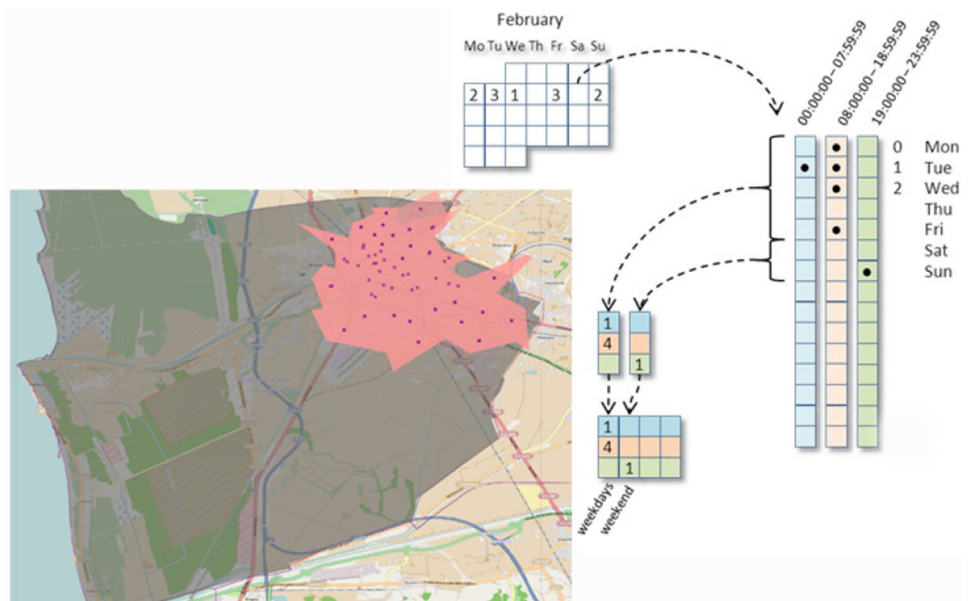 February
Mo Tu We Th Fr Sa Su
2 3 1 3 2
00:00:00 – 07:59:59
08:00:00 – 18:59:59
19:00:00 – 23:59:59
0 Mon
1 Tue
2 Wed
Thu
Fri
Sat
Sun
1
4
1
1
4
1
weekdays
weekend